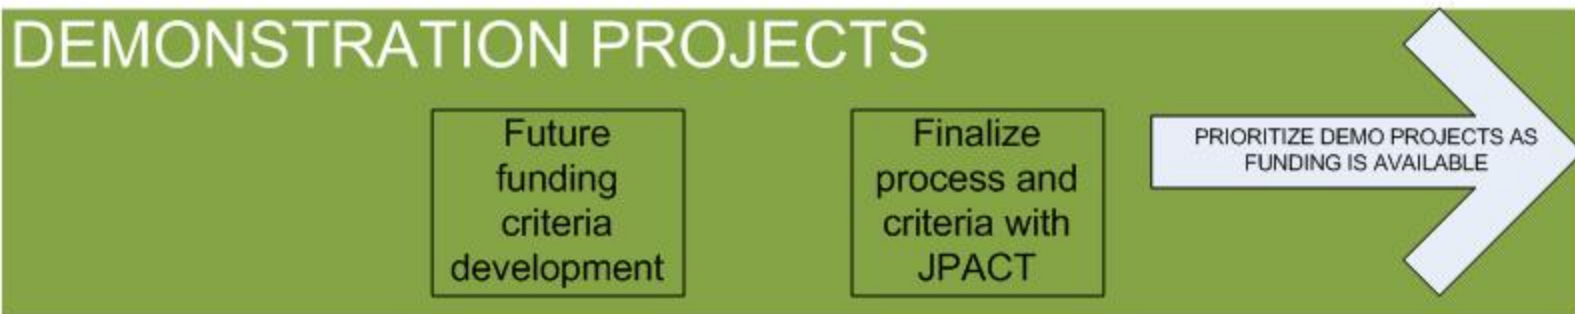 DEMONSTRATION PROJECTS
Future
funding
criteria
development
Finalize
process and
criteria with
JPACT
PRIORITIZE DEMO PROJECTS AS
FUNDING IS AVAILABLE